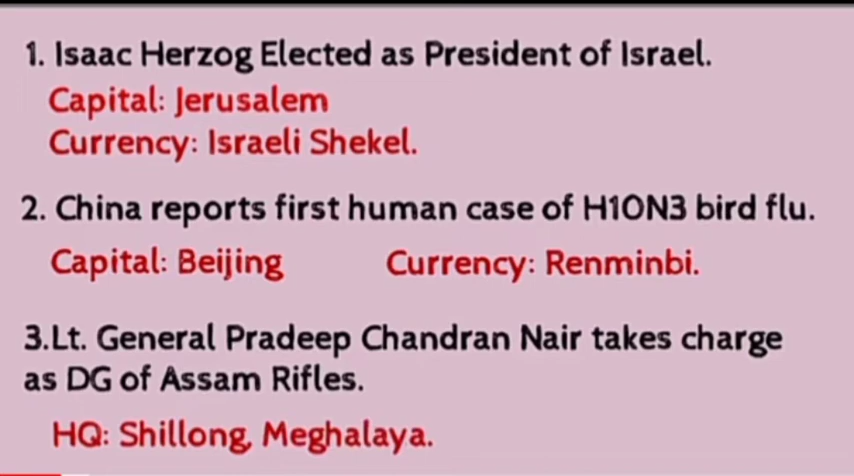 1. Isaac Herzog Elected as President of Israel.
Capital: Jerusalem
Currency: Israeli Shekel.
2. China reports first human case of H10N3 bird flu.
Capital: Beijing Currency: Renminbi.
3.Lt. General Pradeep Chandran Nair takes charge
as DG of Assam Rifles.
HQ: Shillong, Meghalaya.